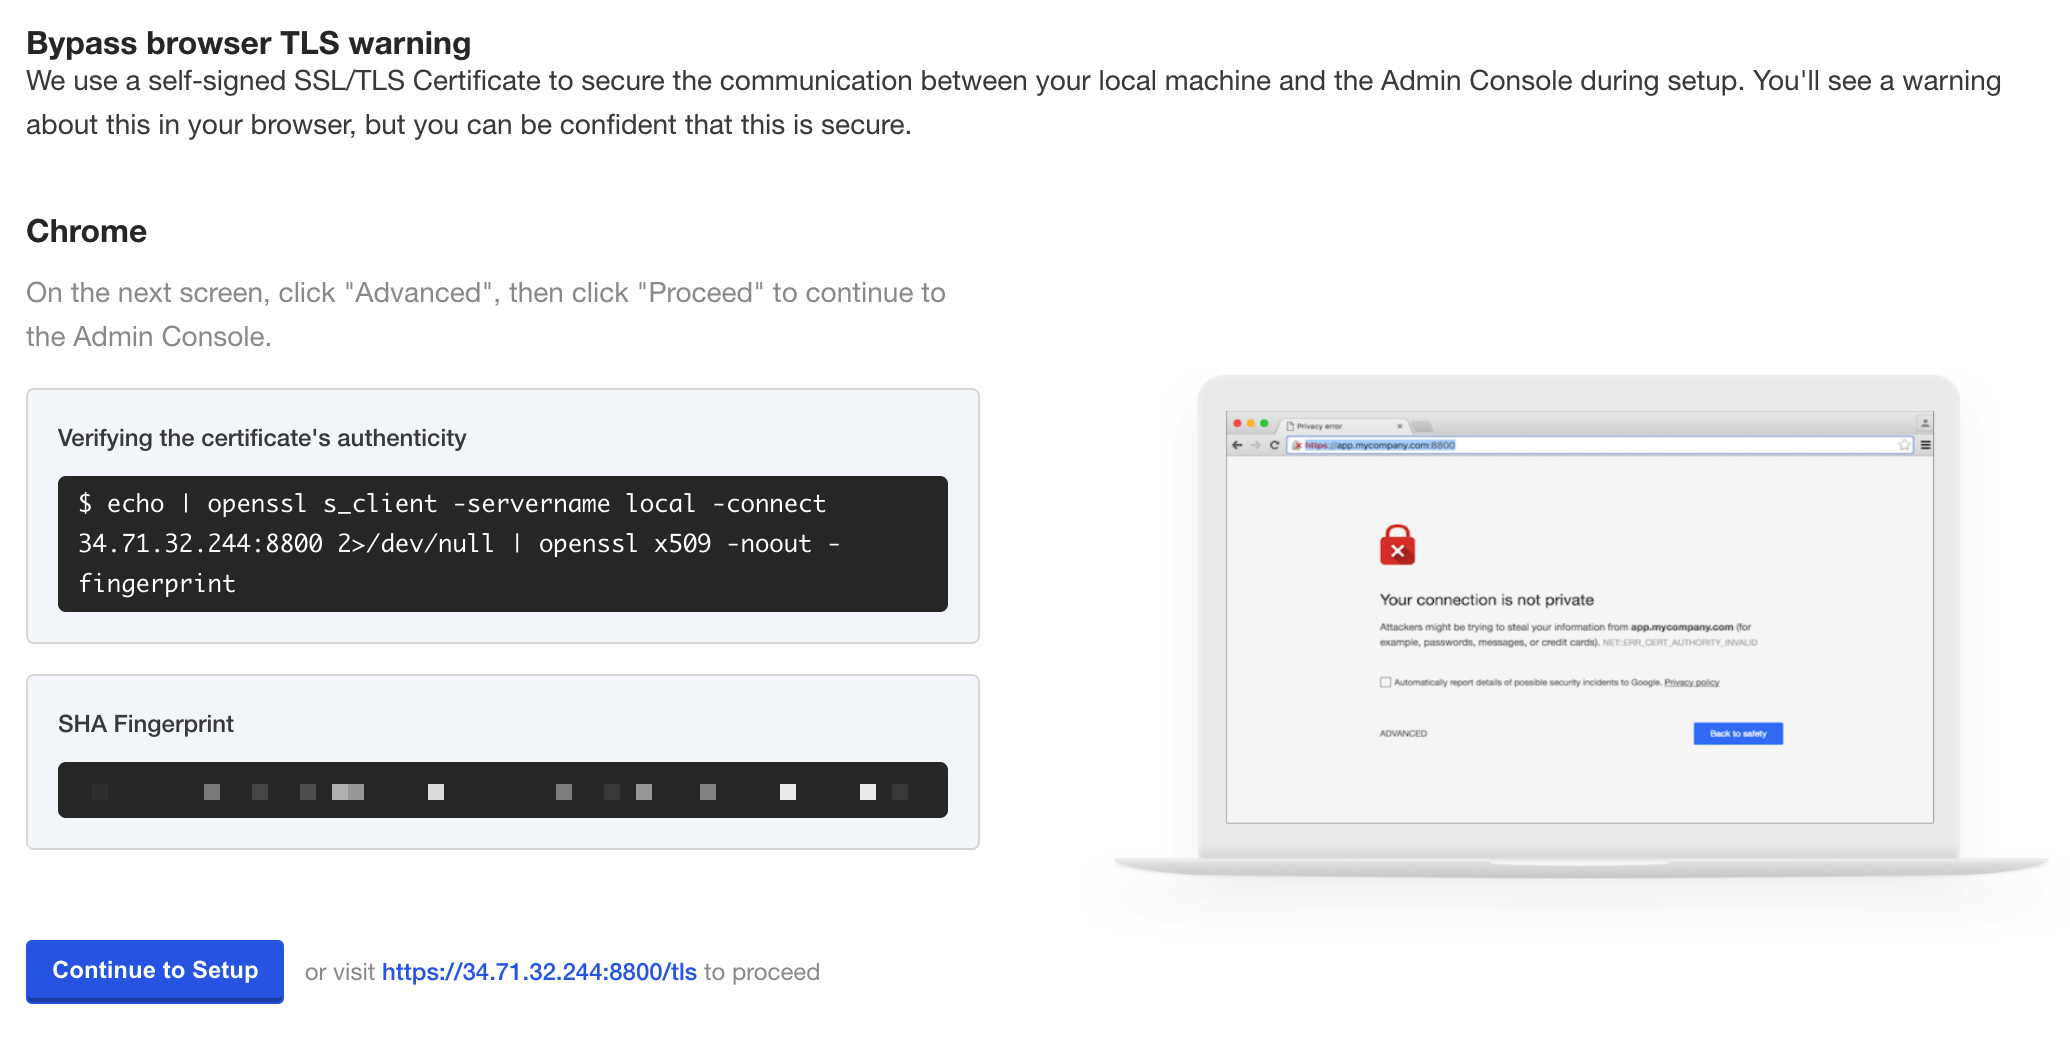 Bypass browser TLS warning
We use a self-signed SSL/TLS Certificate to secure the communication between your local machine and the Admin Console during setup. You'll see a warning
about this in your browser, but you can be confident that this is secure.
Chrome
On the next screen, click "Advanced", then click "Proceed" to continue to
the Admin Console.
Verifying the certificate's authenticity
$ echo | openssl s_client -servername local -connect
34.71.32.244:8800 2>/dev/null | openssl x509 -noout -
fingerprint
SHA Fingerprint
Continue to Setup or visit https://34.71.32.244:8800/tls to proceed
Privacy error
https://app.mycompany.com:8800
Your connection is not private
Attackers might be trying to steal your information from app.mycompany.com (for
example, passwords, messages, or credit cards). NET::ERR_CERT_AUTHORITY_INVALID
Automatically report details of possible security incidents to Google. Privacy policy
ADVANCED
Back to safety